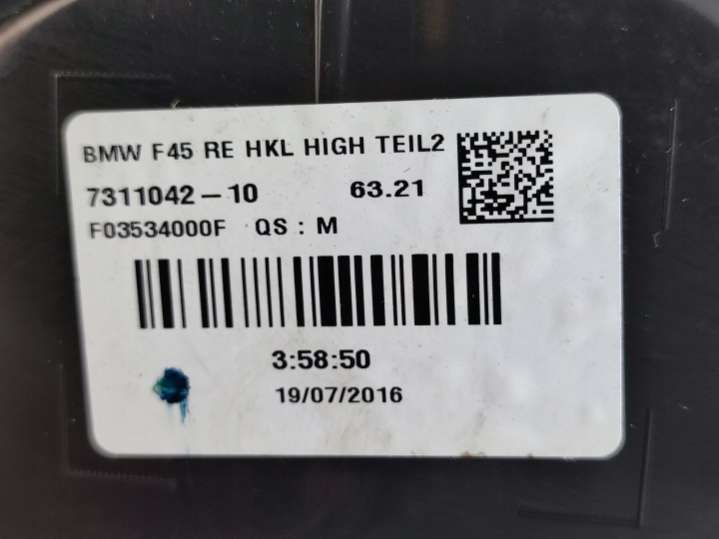 BMW F45 RE HKL HIGH TEIL2
7311042-10 63.21
F03534000F QS : M
3:58:50
19/07/2016